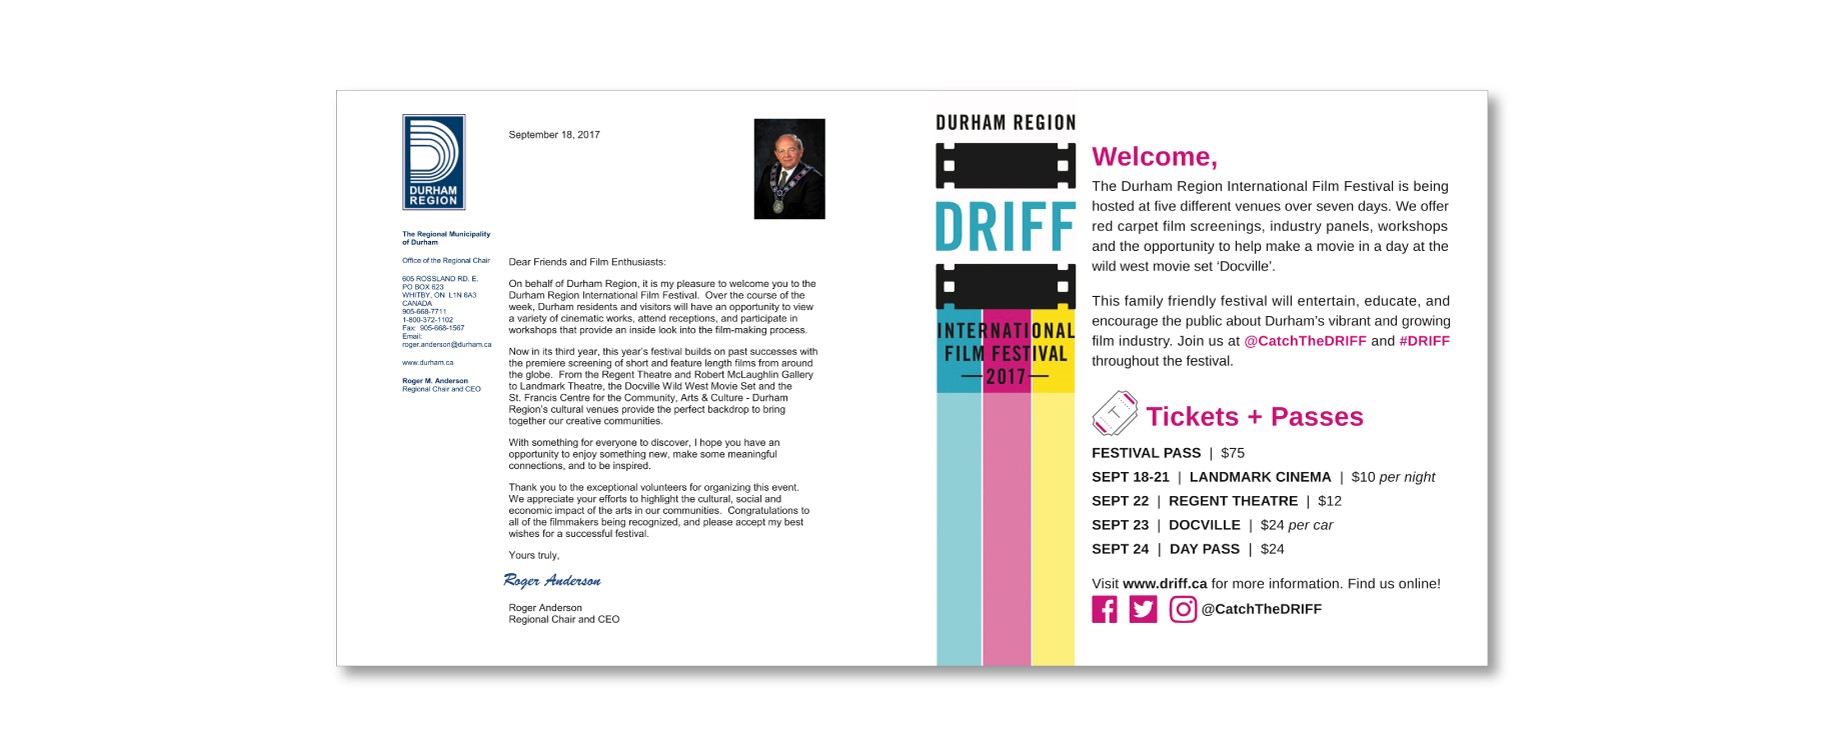 DURHAM
REGION
September 18, 2017
The Regional Municipality
of Durham
Office of the Regional Chair
605 ROSSLAND RD. E.
PO BOX 623
WHITBY, ON  L1N 6A3
CANADA
905-668-7711
1-800-372-1102
Fax:  905-668-1567
Email:
roger.anderson@durham.ca
www.durham.ca
Roger M. Anderson
Regional Chair and CEO
Dear Friends and Film Enthusiasts:
On behalf of Durham Region, it is my pleasure to welcome you to the
Durham Region International Film Festival.  Over the course of the
week, Durham residents and visitors will have an opportunity to view
a variety of cinematic works, attend receptions, and participate in
workshops that provide an inside look into the film-making process.
Now in its third year, this year's festival builds on past successes with
the premiere screening of short and feature length films from around
the globe.  From the Regent Theatre and Robert McLaughlin Gallery
to Landmark Theatre, the Docville Wild West Movie Set and the
St. Francis Centre for the Community, Arts & Culture - Durham
Region's cultural venues provide the perfect backdrop to bring
together our creative communities.
With something for everyone to discover, I hope you have an
opportunity to enjoy something new, make some meaningful
connections, and to be inspired.
Thank you to the exceptional volunteers for organizing this event.
We appreciate your efforts to highlight the cultural, social and
economic impact of the arts in our communities.  Congratulations to
all of the filmmakers being recognized, and please accept my best
wishes for a successful festival.
Yours truly,
Roger Anderson
Roger Anderson
Regional Chair and CEO
DURHAM REGION
DRIFF
INTERNATIONAL
FILM FESTIVAL
—2017—
Welcome,
The Durham Region International Film Festival is being
hosted at five different venues over seven days. We offer
red carpet film screenings, industry panels, workshops
and the opportunity to help make a movie in a day at the
wild west movie set ‘Docville’.
This family friendly festival will entertain, educate, and
encourage the public about Durham’s vibrant and growing
film industry. Join us at @CatchTheDRIFF and #DRIFF
throughout the festival.
T
Tickets + Passes
FESTIVAL PASS | $75
SEPT 18-21 | LANDMARK CINEMA | $10 per night
SEPT 22 | REGENT THEATRE | $12
SEPT 23 | DOCVILLE | $24 per car
SEPT 24 | DAY PASS | $24
Visit www.driff.ca for more information. Find us online!
@CatchTheDRIFF